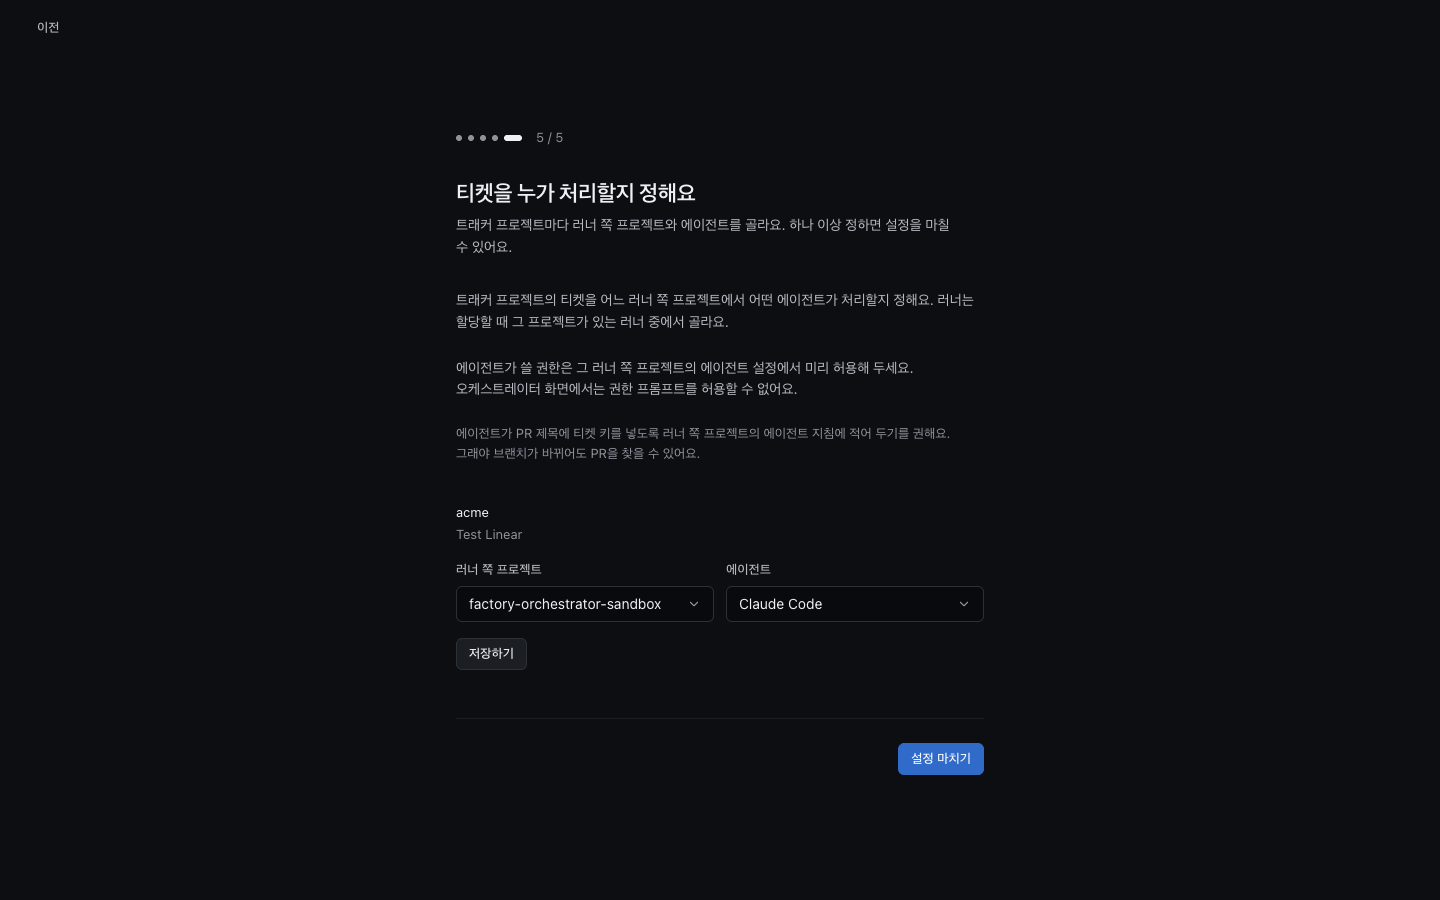 이전
5 / 5
티켓을 누가 처리할지 정해요
트래커 프로젝트마다 러너 쪽 프로젝트와 에이전트를 골라요. 하나 이상 정하면 설정을 마칠
수 있어요.
트래커 프로젝트의 티켓을 어느 러너 쪽 프로젝트에서 어떤 에이전트가 처리할지 정해요. 러너는
할당할 때 그 프로젝트가 있는 러너 중에서 골라요.
에이전트가 쓸 권한은 그 러너 쪽 프로젝트의 에이전트 설정에서 미리 허용해 두세요.
오케스트레이터 화면에서는 권한 프롬프트를 허용할 수 없어요.
에이전트가 PR 제목에 티켓 키를 넣도록 러너 쪽 프로젝트의 에이전트 지침에 적어 두기를 권해요.
그래야 브랜치가 바뀌어도 PR을 찾을 수 있어요.
acme
Test Linear
러너 쪽 프로젝트 에이전트
factory-orchestrator-sandbox Claude Code
저장하기
설정 마치기